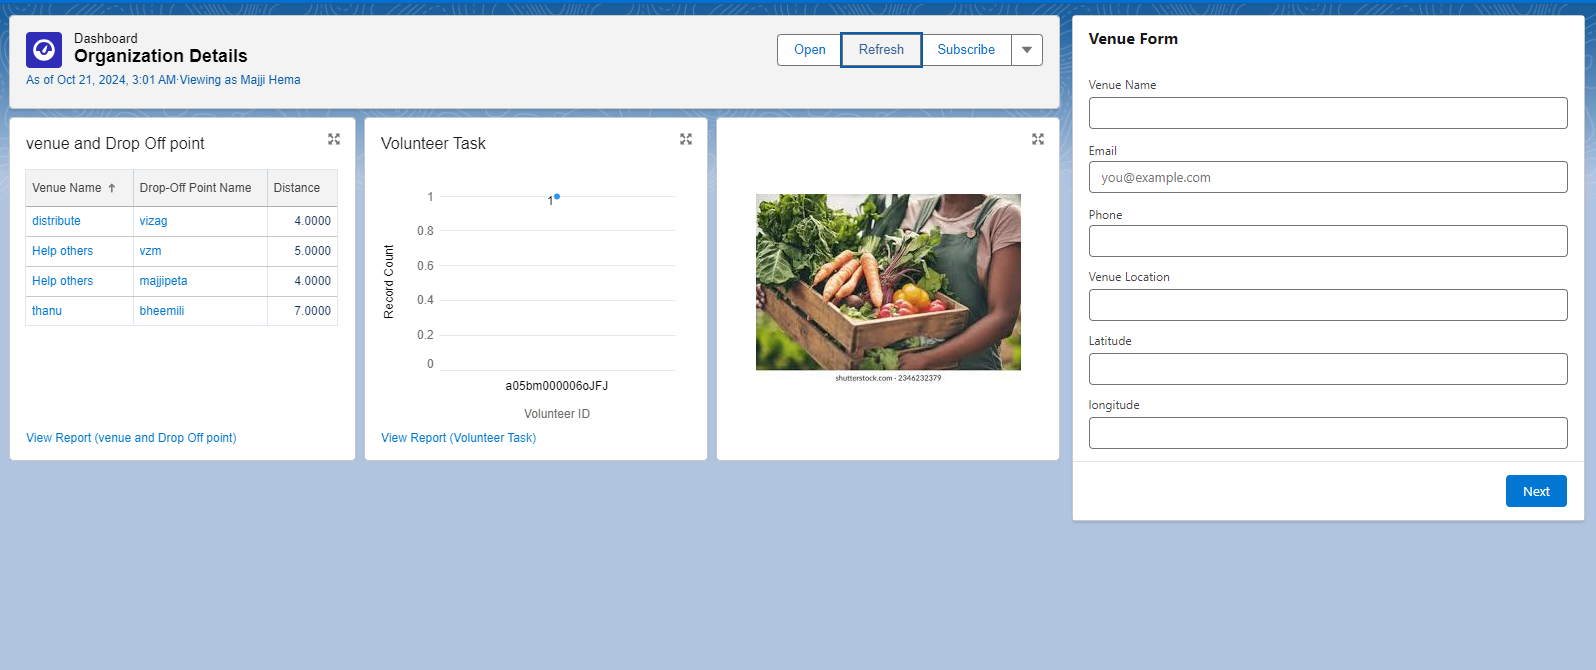 Dashboard
Organization Details
As of Oct 21, 2024, 3:01 AM·Viewing as Majji Hema
Open
Refresh
Subscribe
venue and Drop Off point
Venue Name ↑ Drop-Off Point Name Distance
distribute vizag 4.0000
Help others vzm 5.0000
Help others majjipeta 4.0000
thanu bheemili 7.0000
View Report (venue and Drop Off point)
Volunteer Task
Record Count
1
0.8
0.6
0.4
0.2
0
1
a05bm000006oJFJ
Volunteer ID
View Report (Volunteer Task)
shutterstock.com · 2346232379
Venue Form
Venue Name
Email
you@example.com
Phone
Venue Location
Latitude
longitude
Next